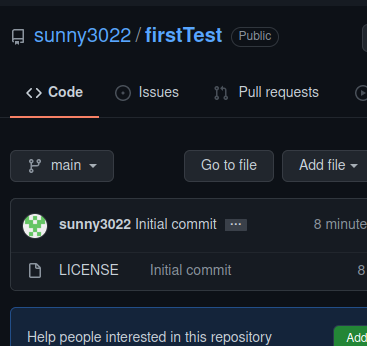 sunny3022 / firstTest Public
Code Issues Pull requests
main Go to file Add file
sunny3022 Initial commit ... 8 minute
LICENSE Initial commit 8
Help people interested in this repository Add